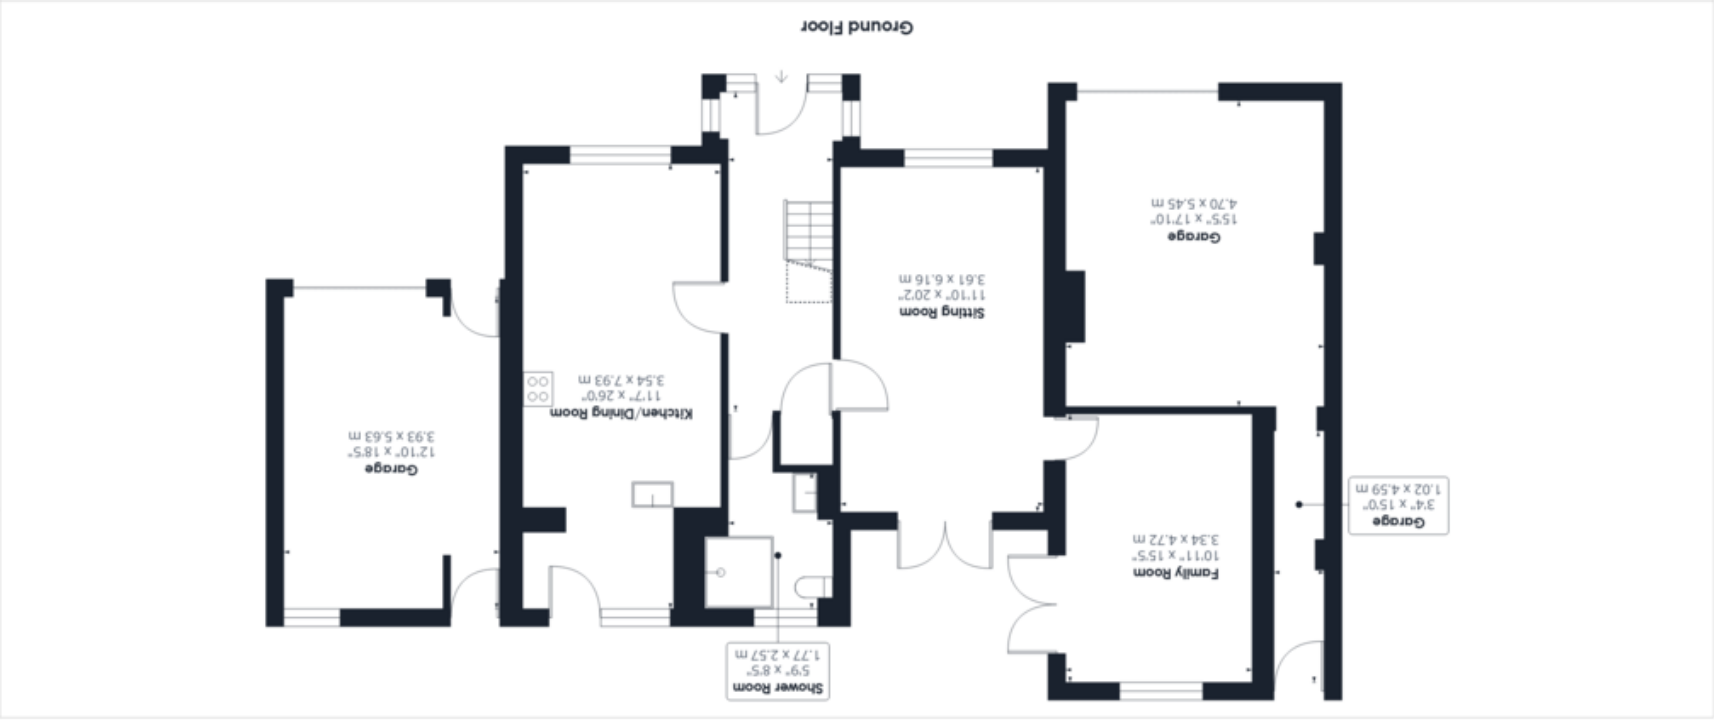 Shower Room
5'9" x 8'5"
1.77 x 2.57 m
Family Room
10'11" x 15'5"
3.34 x 4.72 m
Garage
3'4" x 15'0"
1.02 x 4.59 m
Garage
12'10" x 18'5"
3.93 x 5.63 m
Kitchen/Dining Room
11'7" x 26'0"
3.54 x 7.93 m
Sitting Room
11'10" x 20'2"
3.61 x 6.16 m
Garage
15'5" x 17'10"
4.70 x 5.45 m
Ground Floor